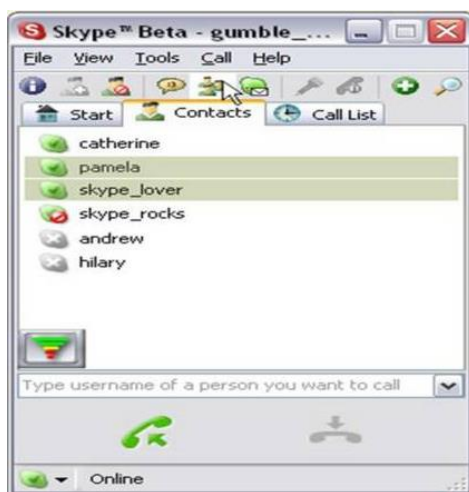 Skype™ Beta - gumble_...
File View Tools Call Help
Start Contacts Call List
catherine
pamela
skype_lover
skype_rocks
andrew
hilary
Type username of a person you want to call
Online